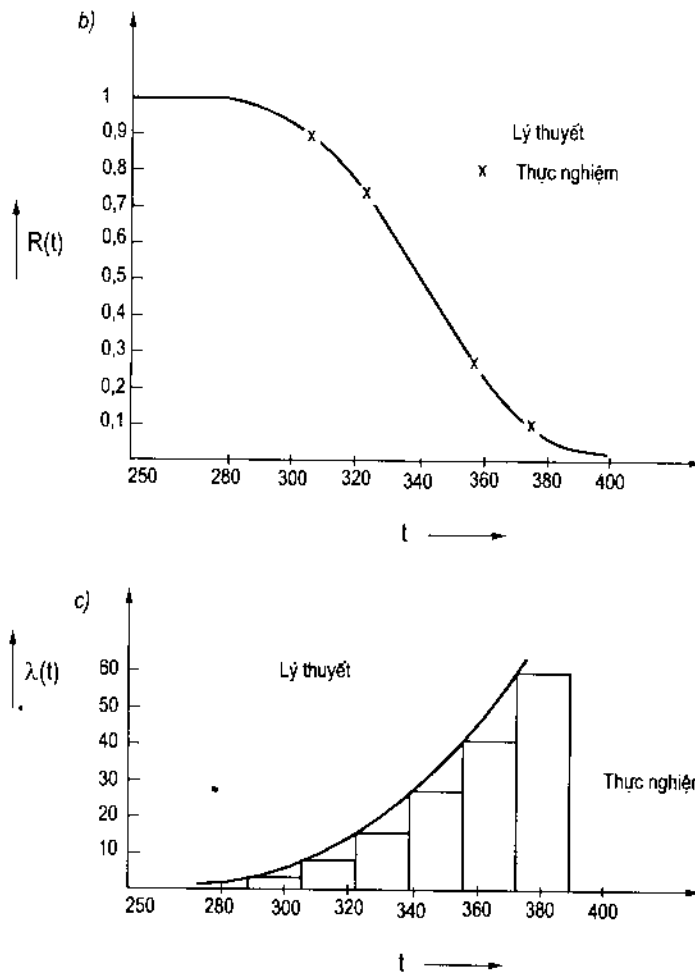 b)
1
0,9
0,8
0,7
0,6
0,5
0,4
0,3
0,2
0,1
R(t)
Lý thuyết
x Thực nghiệm
250 280 300 320 340 360 380 400
t
c)
λ(t)
60
50
40
30
20
10
Lý thuyết
Thực nghiệm
250 280 300 320 340 360 380 400
t